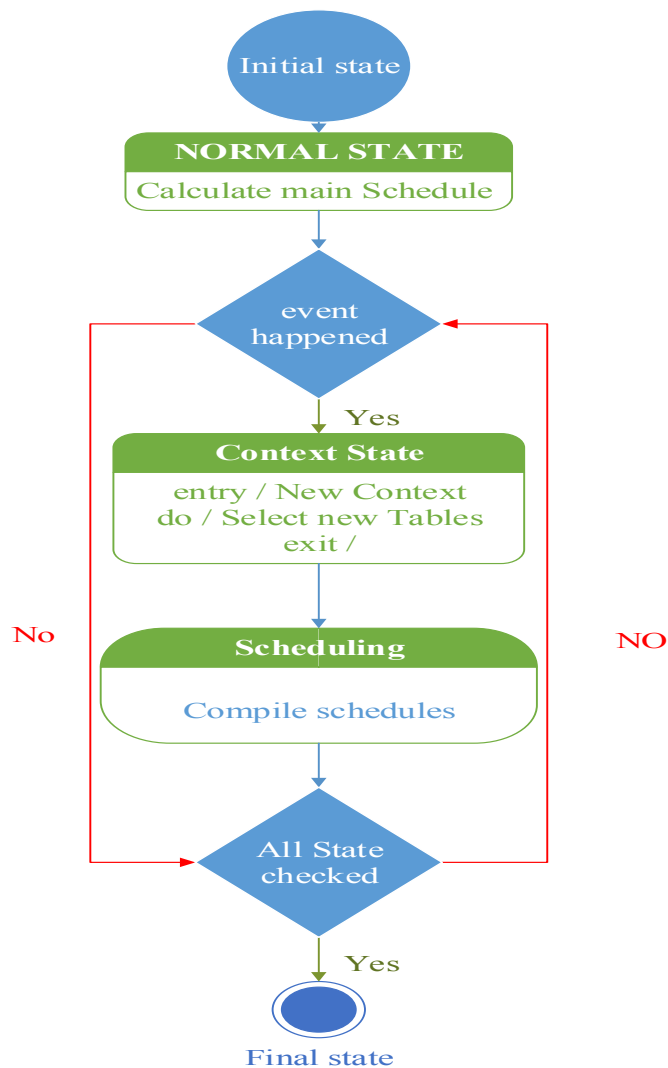 Initial state
NORMAL STATE
Calculate main Schedule
event
happened
Yes
Context State
entry / New Context
do / Select new Tables
exit /
No
NO
Scheduling
Compile schedules
All State
checked
Yes
Final state